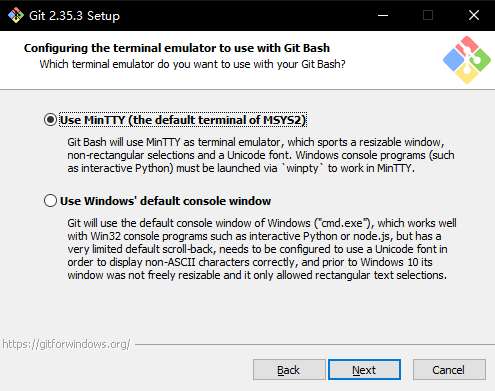 Git 2.35.3 Setup
Configuring the terminal emulator to use with Git Bash
Which terminal emulator do you want to use with your Git Bash?
Use MinTTY (the default terminal of MSYS2)
Git Bash will use MinTTY as terminal emulator, which sports a resizable window,
non-rectangular selections and a Unicode font. Windows console programs (such
as interactive Python) must be launched via `winpty` to work in MinTTY.
Use Windows' default console window
Git will use the default console window of Windows ("cmd.exe"), which works well
with Win32 console programs such as interactive Python or node.js, but has a
very limited default scroll-back, needs to be configured to use a Unicode font in
order to display non-ASCII characters correctly, and prior to Windows 10 its
window was not freely resizable and it only allowed rectangular text selections.
https://gitforwindows.org/
Back Next Cancel